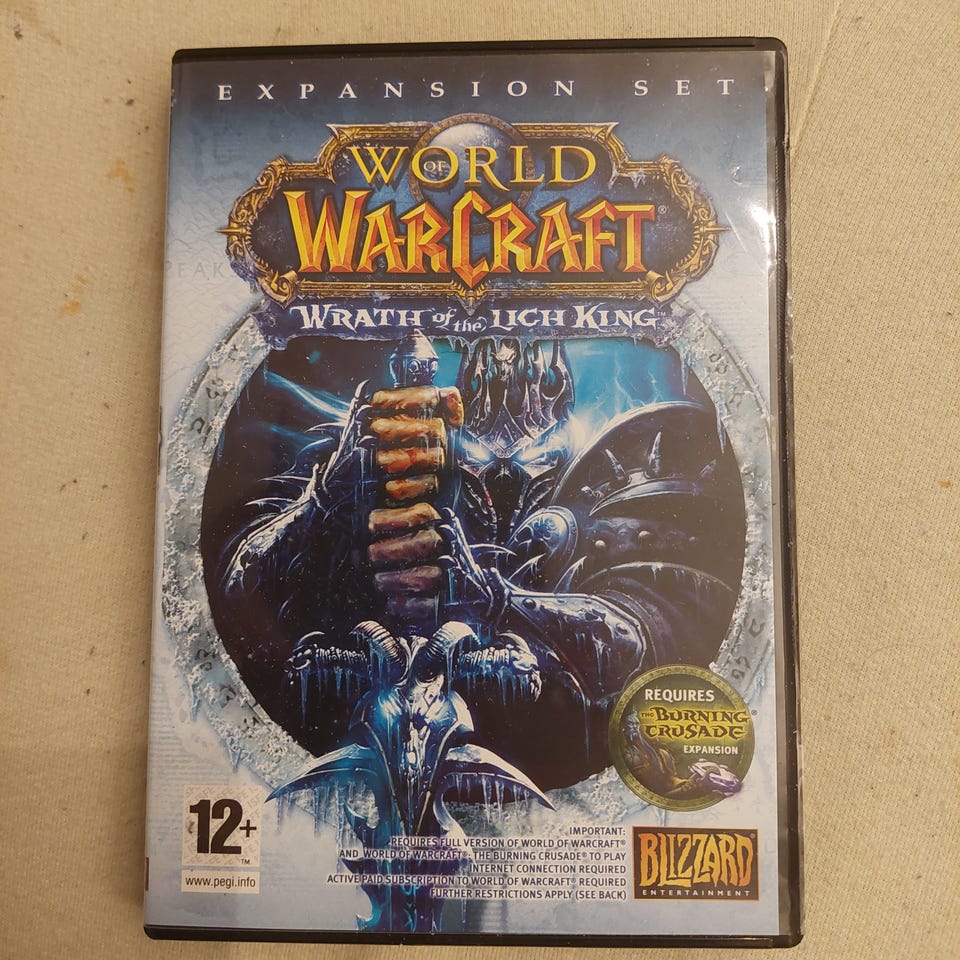 EXPANSION SET
WORLD
OF
WARCRAFT®
WRATH of the LICH KING™
REQUIRES
THE BURNING CRUSADE®
EXPANSION
12+™
www.pegi.info
IMPORTANT:
REQUIRES FULL VERSION OF WORLD OF WARCRAFT®
AND WORLD OF WARCRAFT®: THE BURNING CRUSADE® TO PLAY
INTERNET CONNECTION REQUIRED
ACTIVE PAID SUBSCRIPTION TO WORLD OF WARCRAFT® REQUIRED
FURTHER RESTRICTIONS APPLY (SEE BACK)
BLIZZARD®
ENTERTAINMENT